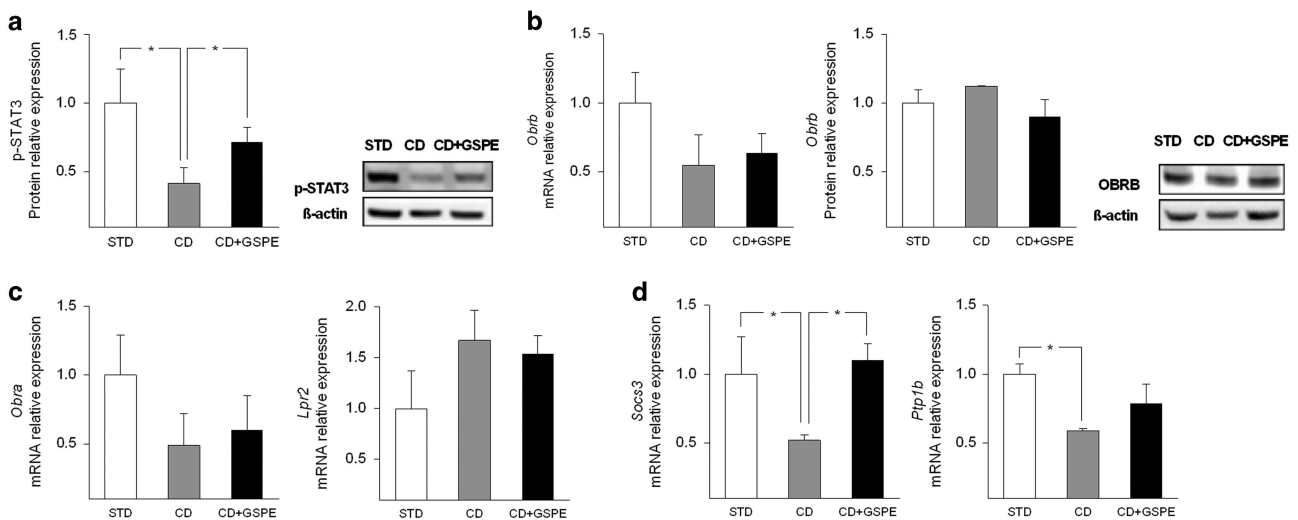 a
p-STAT3
Protein relative expression
1.5
1.0
0.5
*
*
STD
CD
CD+GSPE
STD CD CD+GSPE
p-STAT3
ß-actin
b
Obrb
mRNA relative expression
1.5
1.0
0.5
STD
CD
CD+GSPE
Obrb
Protein relative expression
1.5
1.0
0.5
STD
CD
CD+GSPE
STD CD CD+GSPE
OBRB
ß-actin
c
Obra
mRNA relative expression
1.5
1.0
0.5
STD
CD
CD+GSPE
Lpr2
mRNA relative expression
2.0
1.5
1.0
0.5
STD
CD
CD+GSPE
d
Socs3
mRNA relative expression
1.5
1.0
0.5
*
*
STD
CD
CD+GSPE
Ptp1b
mRNA relative expression
1.5
1.0
0.5
*
STD
CD
CD+GSPE